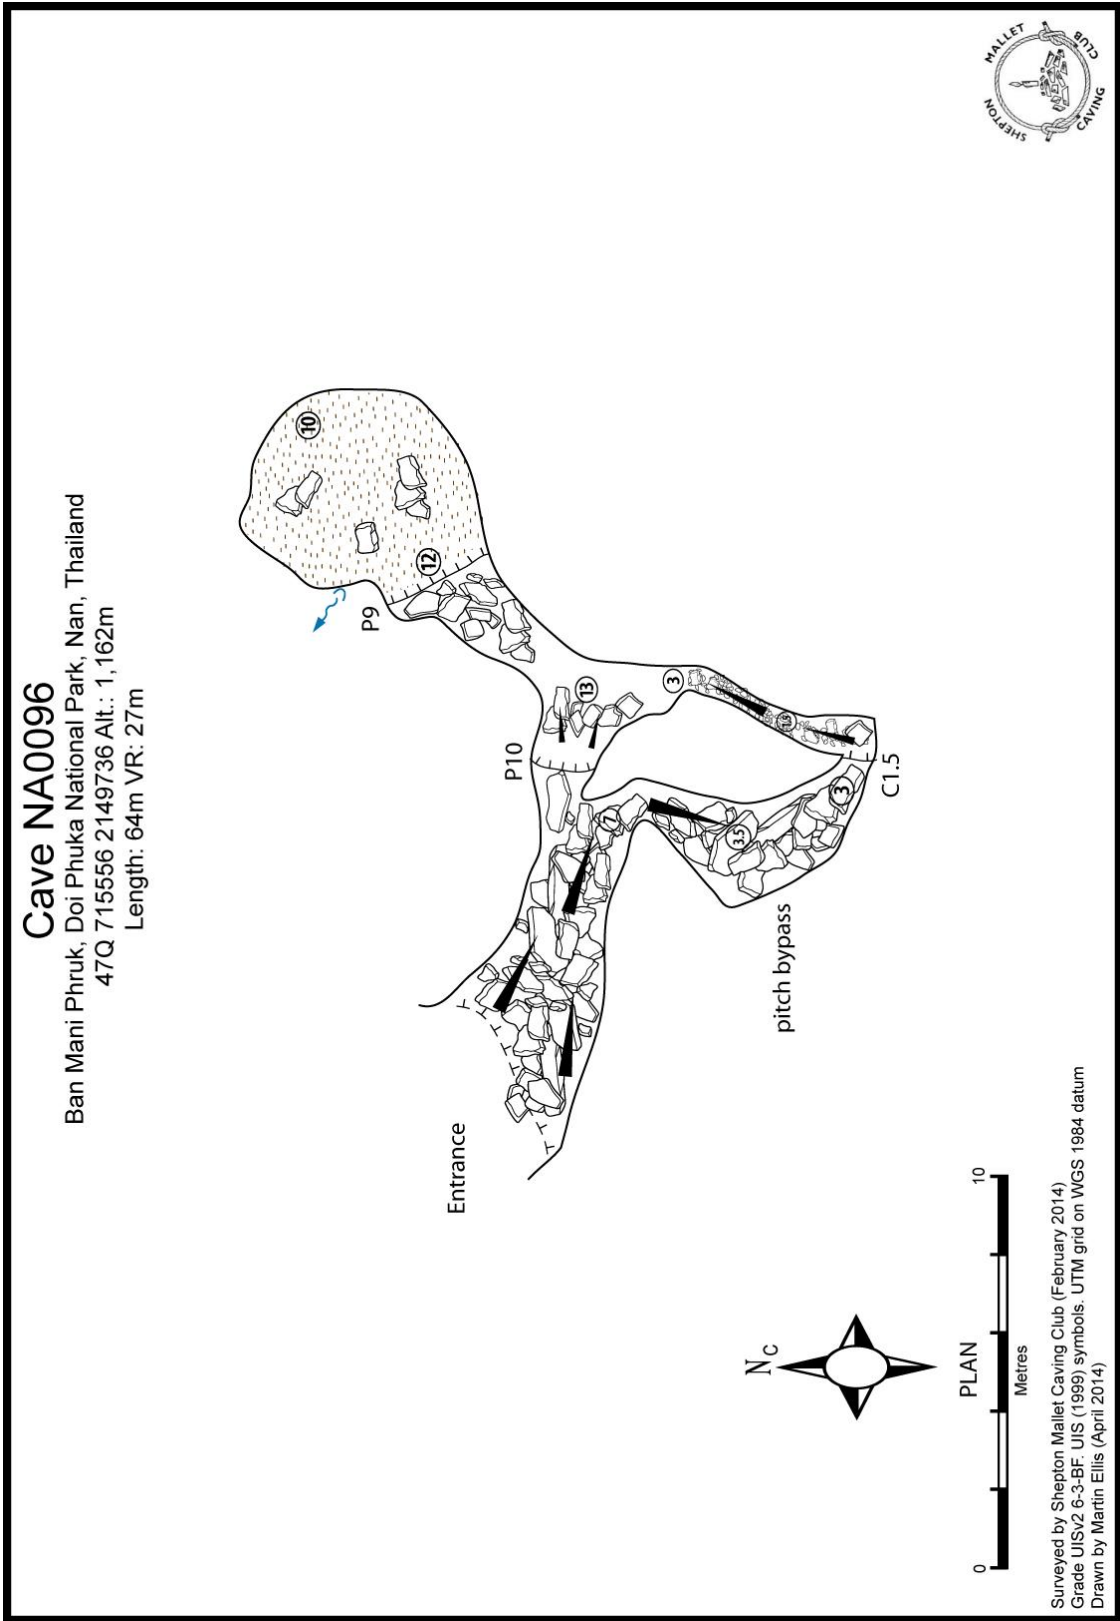 Cave NA0096
Ban Mani Phruk, Doi Phuka National Park, Nan, Thailand
47Q 715556 2149736 Alt.: 1,162m
Length: 64m VR: 27m
SHEPTON MALLET CAVING CLUB
Entrance
P10
P9
10
12
13
7
3
1.5
3.5
3
C1.5
pitch bypass
Nc
PLAN
0
10
Metres
Surveyed by Shepton Mallet Caving Club (February 2014)
Grade UISv2 6-3-BF. UIS (1999) symbols. UTM grid on WGS 1984 datum
Drawn by Martin Ellis (April 2014)